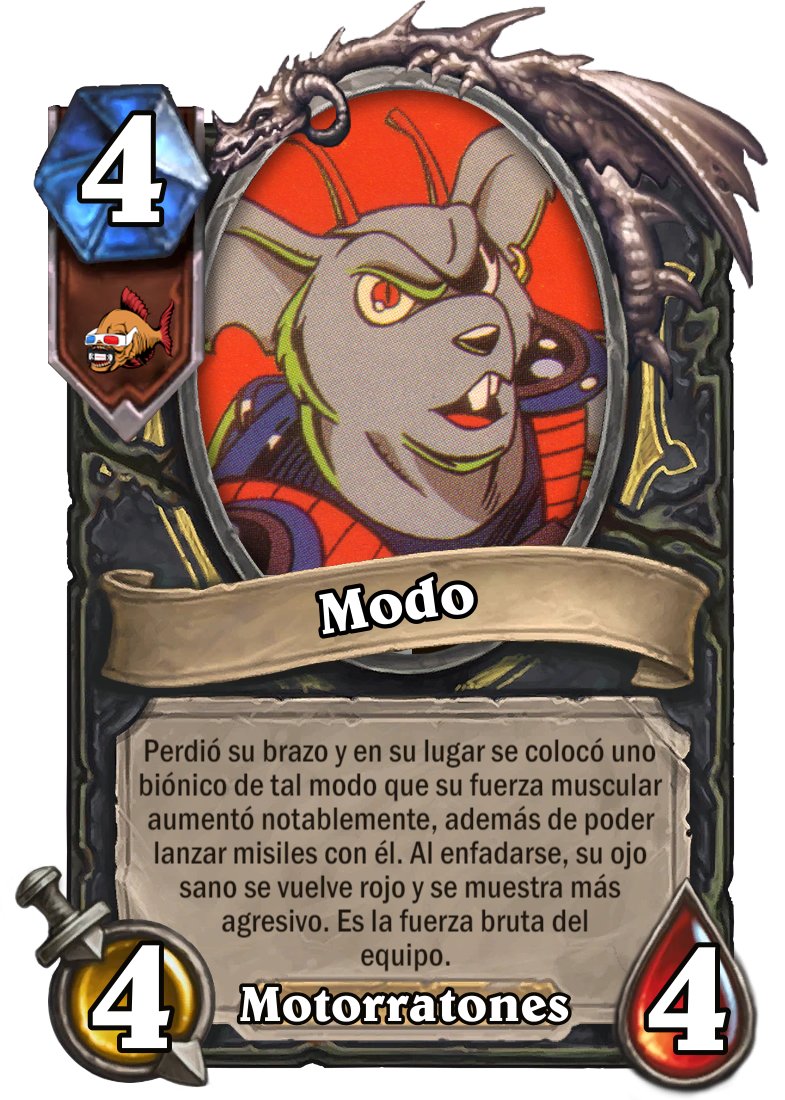 4
Modo
Perdió su brazo y en su lugar se colocó uno
biónico de tal modo que su fuerza muscular
aumentó notablemente, además de poder
lanzar misiles con él. Al enfadarse, su ojo
sano se vuelve rojo y se muestra más
agresivo. Es la fuerza bruta del
equipo.
4
Motorratones
4